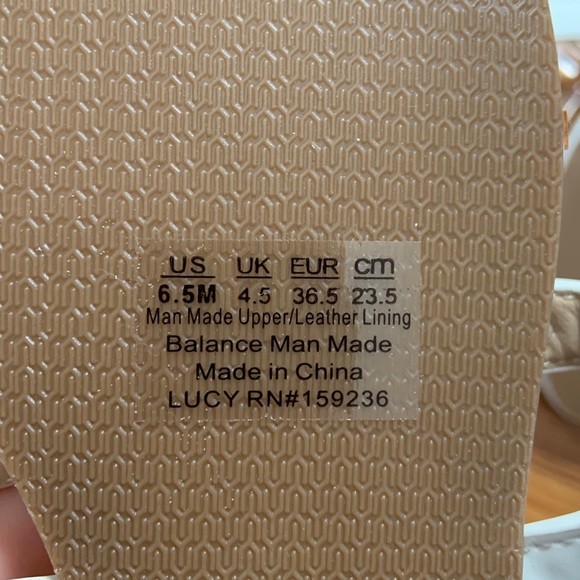 US UK EUR cm
6.5M 4.5 36.5 23.5
Man Made Upper/Leather Lining
Balance Man Made
Made in China
LUCY RN#159236